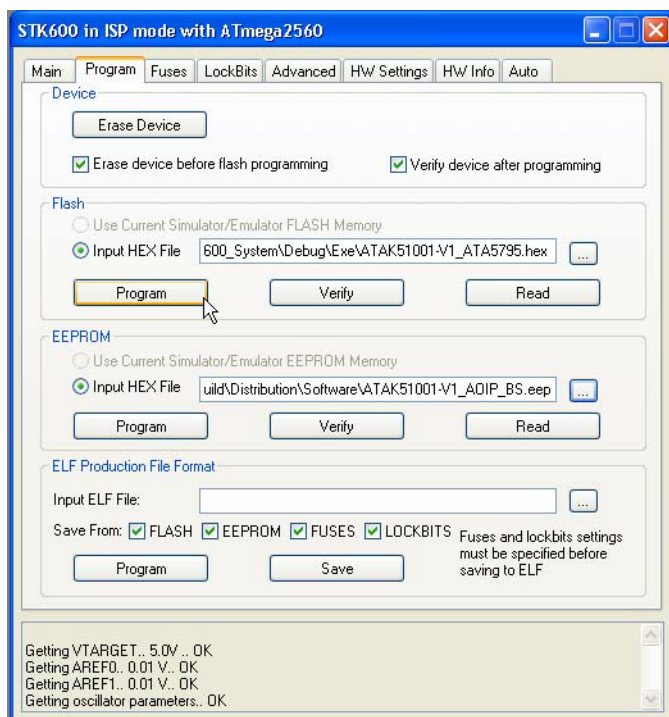 STK600 in ISP mode with ATmega2560
Main Program Fuses LockBits Advanced HW Settings HW Info Auto
Device
Erase Device
Erase device before flash programming Verify device after programming
Flash
Use Current Simulator/Emulator FLASH Memory
Input HEX File 600_System\Debug\Exe\ATAK51001-V1_ATA5795.hex ...
Program Verify Read
EEPROM
Use Current Simulator/Emulator EEPROM Memory
Input HEX File uild\Distribution\Software\ATAK51001-V1_AOIP_BS.eep ...
Program Verify Read
ELF Production File Format
Input ELF File: ...
Save From: FLASH EEPROM FUSES LOCKBITS Fuses and lockbits settings
must be specified before
Program Save saving to ELF
Getting VTARGET.. 5.0V .. OK
Getting AREF0.. 0.01 V.. OK
Getting AREF1.. 0.01 V.. OK
Getting oscillator parameters.. OK